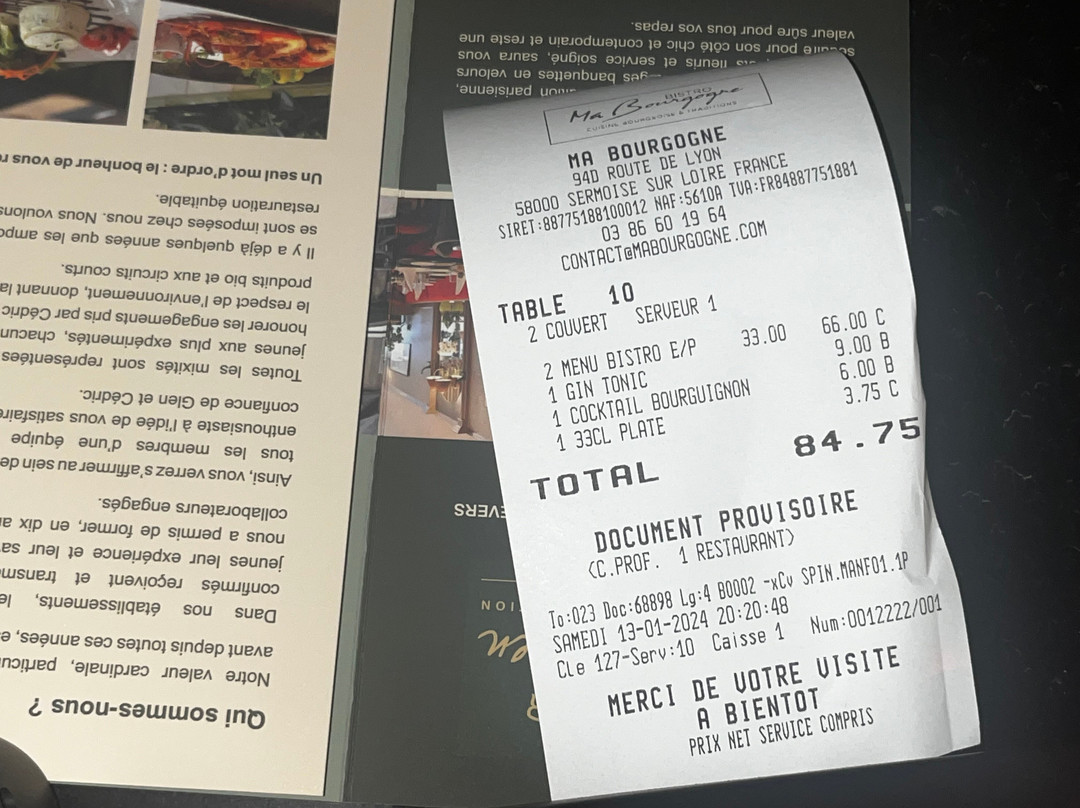 BISTRO
Ma Bourgogne
CUISINE BOURGEOISE & TRADITIONS
MA BOURGOGNE
94D ROUTE DE LYON
58000 SERMOISE SUR LOIRE FRANCE
SIRET:88775188100012 NAF:5610A TVA:FR84887751881
03 86 60 19 64
CONTACT@MABOURGOGNE.COM
TABLE 10
2 COUVERT SERVEUR 1
2 MENU BISTRO E/P 33.00 66.00 C
1 GIN TONIC 9.00 B
1 COCKTAIL BOURGUIGNON 6.00 B
1 33CL PLATE 3.75 C
TOTAL 84.75
DOCUMENT PROVISOIRE
(C.PROF. 1 RESTAURANT)
To:023 Doc:68898 Lg:4 B0002 -xCv SPIN.MANF01.1P
SAMEDI 13-01-2024 20:20:48
Cle 127-Serv:10 Caisse 1 Num:0012222/001
MERCI DE VOTRE VISITE
A BIENTOT
PRIX NET SERVICE COMPRIS
Qui sommes-nous ?
Notre valeur cardinale,
avant depuis toutes ces années,
Dans nos établissements,
confirmés reçoivent et
jeunes leur expérience et leur
nous a permis de former, en dix
collaborateurs engagés.
Ainsi, vous verrez s'affirmer au sein de
tous les membres d'une équipe
enthousiaste à l'idée de vous
confiance de Glen et Cédric.
Toutes les mixités sont représentées
jeunes aux plus expérimentés, chacun
honorer les engagements pris par Cédric
le respect de l'environnement, donnant la
produits bio et aux circuits courts.
Il y a déjà quelques années que les
se sont imposées chez nous. Nous voulons
restauration équitable.
Un seul mot d'ordre : le bonheur de vous
parisienne,
banquettes en velours
fleuris et service soigné, saura vous
pour son côté chic et contemporain et reste une
valeur sûre pour tous vos repas.